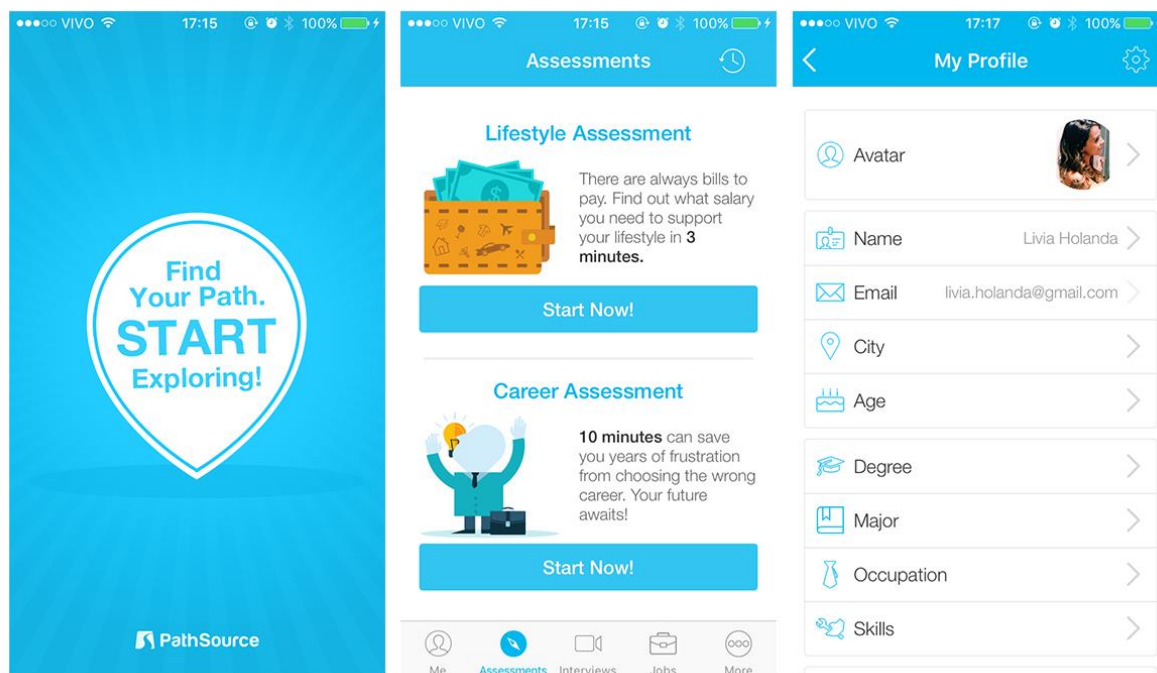 VIVO 17:15 100%
Find
Your Path.
START
Exploring!
PathSource
VIVO 17:15 100%
Assessments
Lifestyle Assessment
There are always bills to
pay. Find out what salary
you need to support
your lifestyle in 3
minutes.
Start Now!
Career Assessment
10 minutes can save
you years of frustration
from choosing the wrong
career. Your future
awaits!
Start Now!
Me Assessments Interviews Jobs More
VIVO 17:17 100%
My Profile
Avatar
Name Livia Holanda
Email livia.holanda@gmail.com
City
Age
Degree
Major
Occupation
Skills